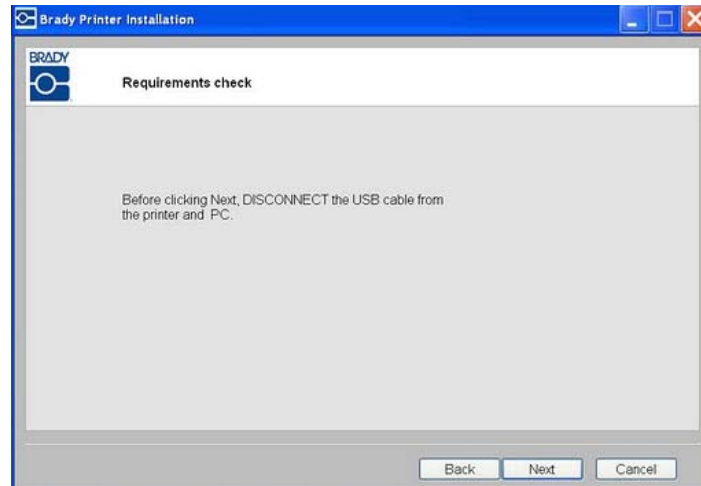 Brady Printer Installation
BRADY
Requirements check
Before clicking Next, DISCONNECT the USB cable from
the printer and PC.
Back Next Cancel